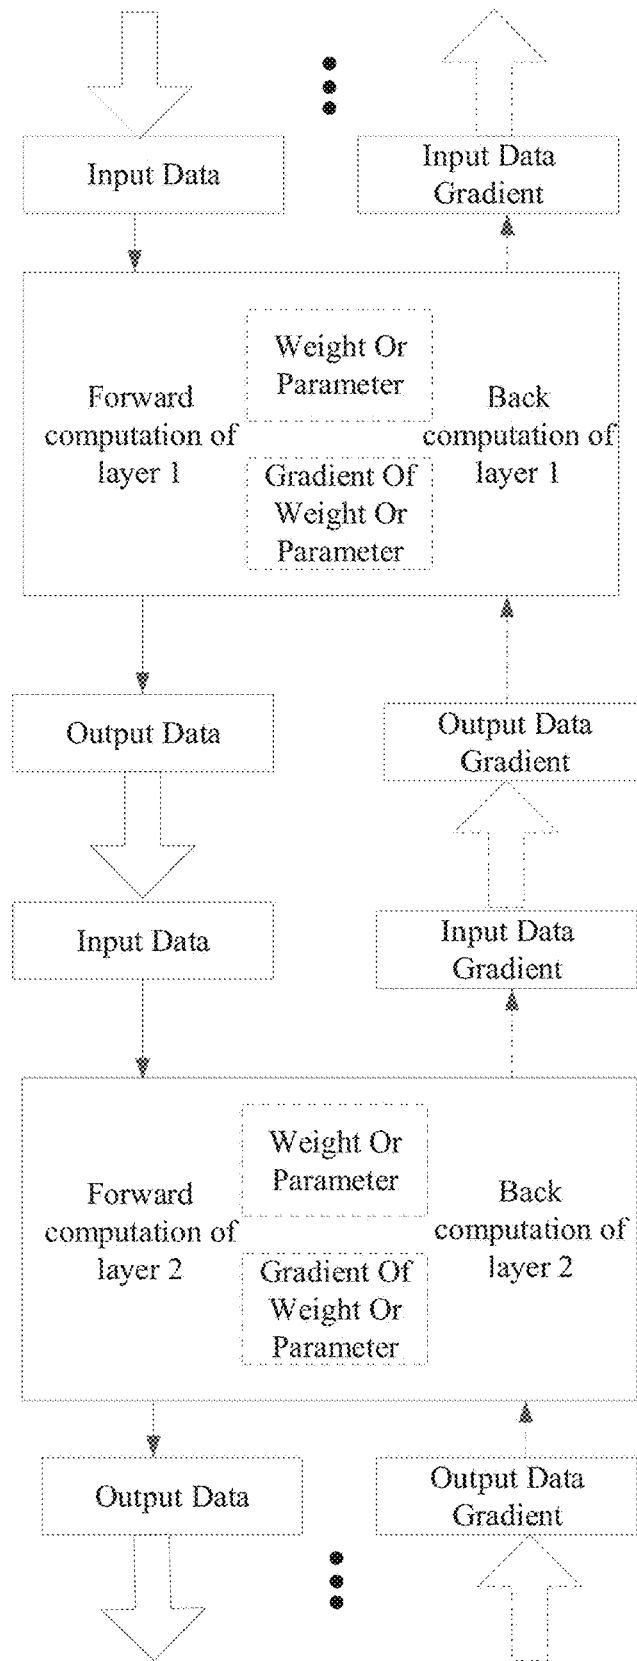 Input Data
Input Data
Gradient
Forward
computation of
layer 1
Weight Or
Parameter
Gradient Of
Weight Or
Parameter
Back
computation of
layer 1
Output Data
Output Data
Gradient
Input Data
Input Data
Gradient
Forward
computation of
layer 2
Weight Or
Parameter
Gradient Of
Weight Or
Parameter
Back
computation of
layer 2
Output Data
Output Data
Gradient